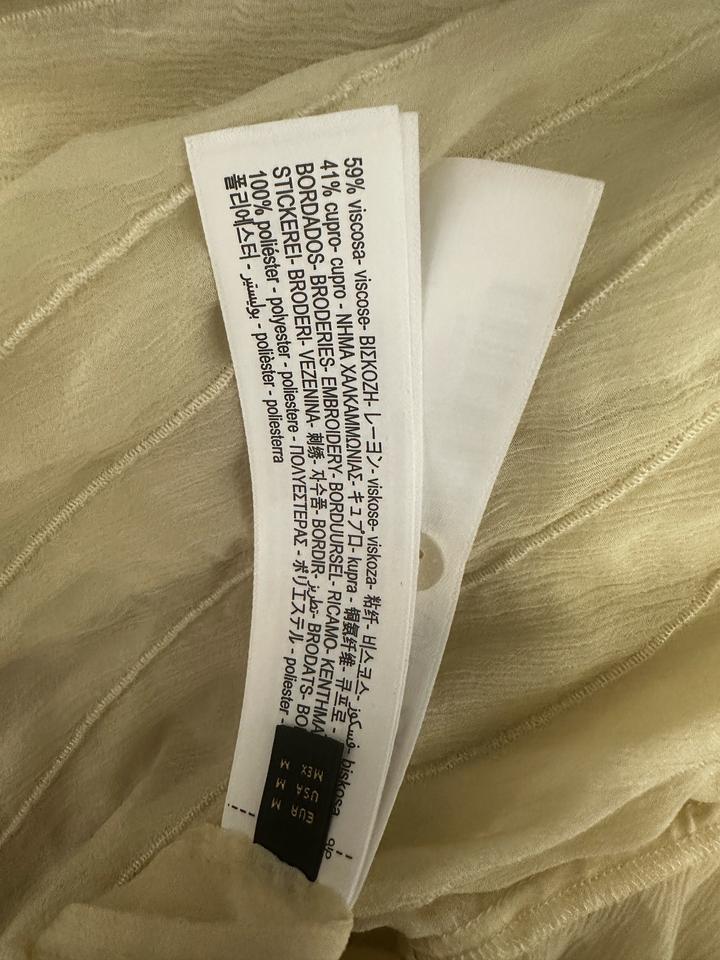 59% viscosa- viscose- ΒΙΣΚΟΖΗ- レーヨン- viskose- viskoza- 粘纤- 비스코스- فسكوز- biskosa
41% cupro- cupro - ΝΗΜΑ ΧΑΛΚΑΜΜΩΝΙΑΣ- キュプロ- kupra - 铜氨纤维- 큐프로 -
BORDADOS- BRODERIES- EMBROIDERY- BORDUURSEL- RICAMO- ΚΕΝΤΗΜΑ
STICKEREI- BRODERI- VEZENINA- 刺绣- 자수품- BORDIR- تطريز- BRODATS- BO
100% poliéster - polyester - poliestere - ΠΟΛΥΕΣΤΕΡΑΣ - ポリエステル - poliester -
폴리에스터 - بوليستير - polièster - poliesterra
EUR M
USA M
MEX M